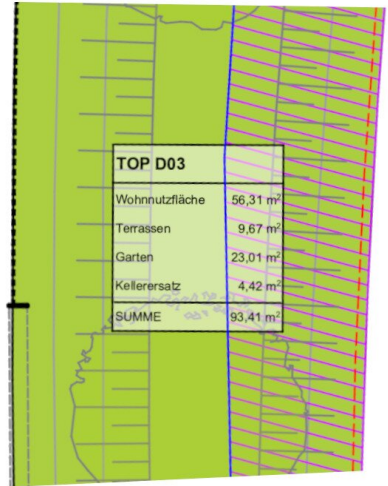 TOP D03
Wohnnutzfläche 56,31 m²
Terrassen 9,67 m²
Garten 23,01 m²
Kellerersatz 4,42 m²
SUMME 93,41 m²